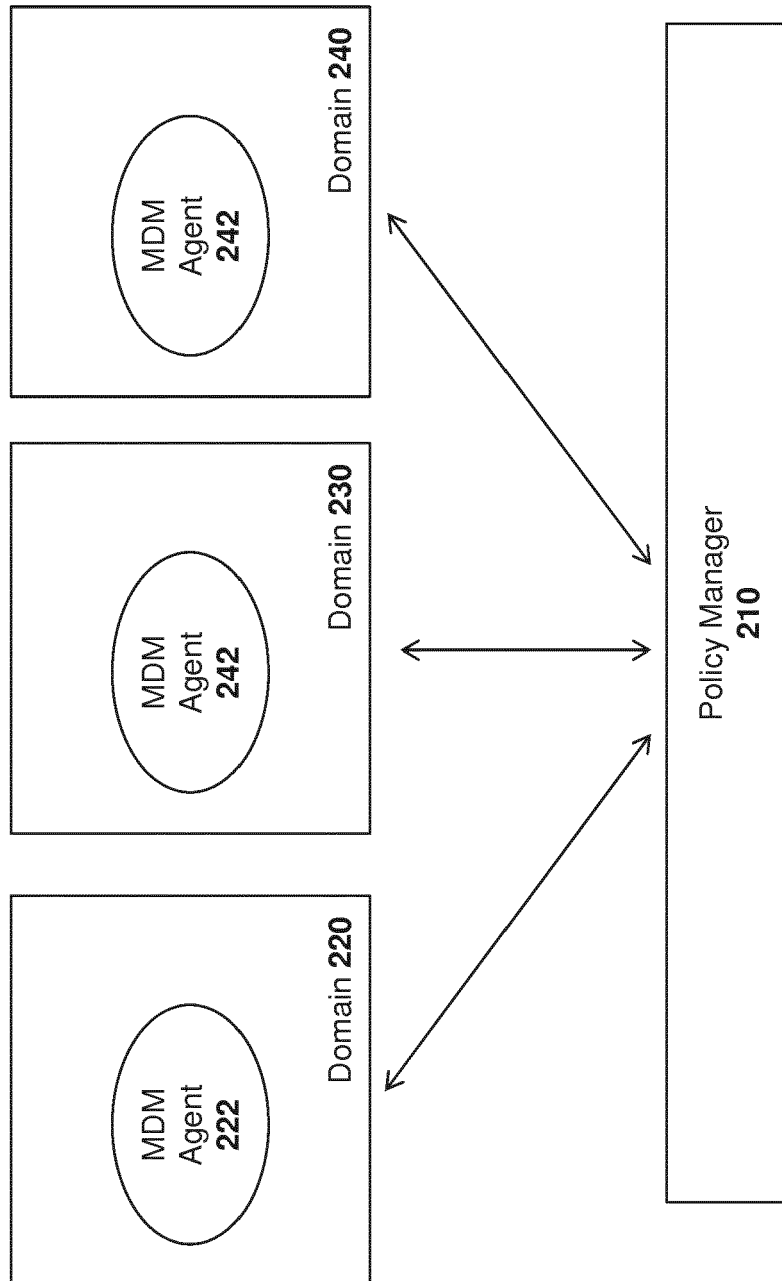 MDM
Agent
222
Domain 220
MDM
Agent
242
Domain 230
MDM
Agent
242
Domain 240
Policy Manager
210